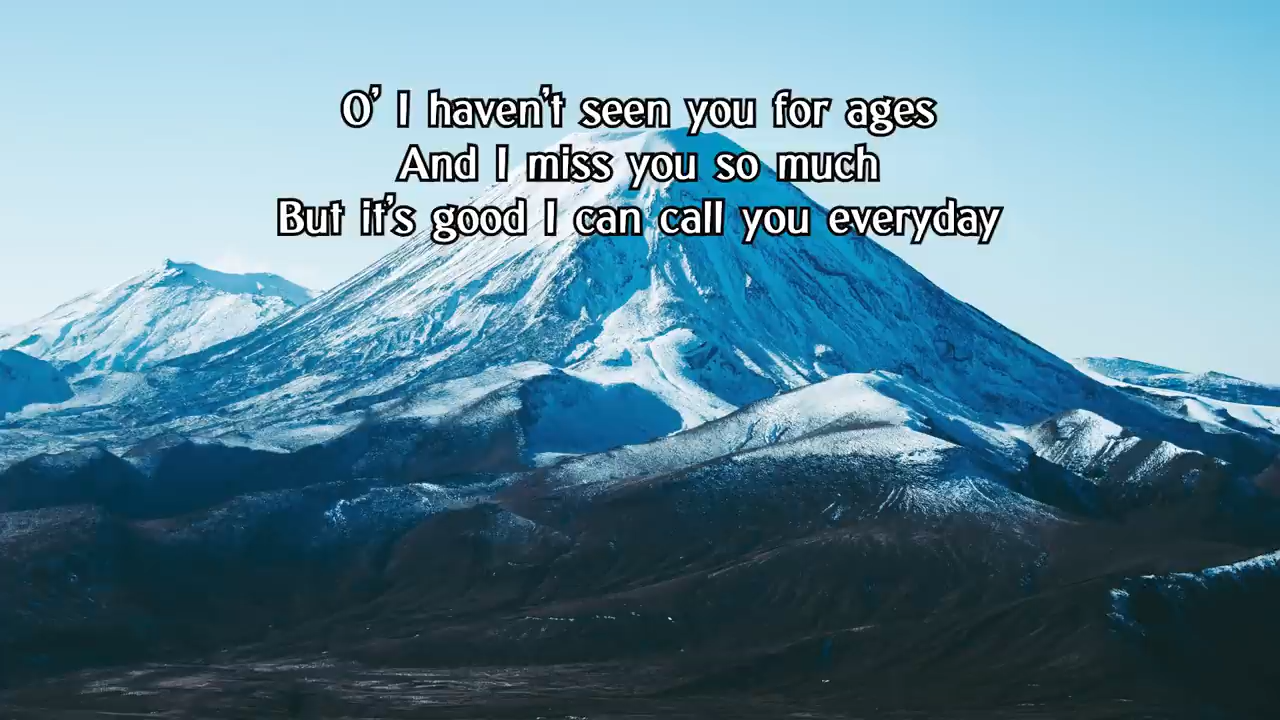 O' I haven't seen you for ages
And I miss you so much
But it's good I can call you everyday